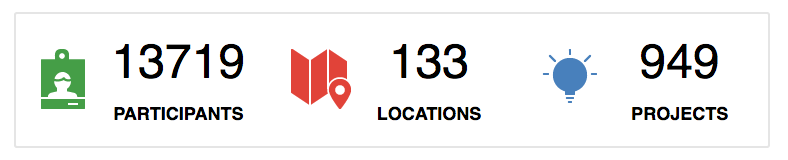 13719
PARTICIPANTS
133
LOCATIONS
949
PROJECTS